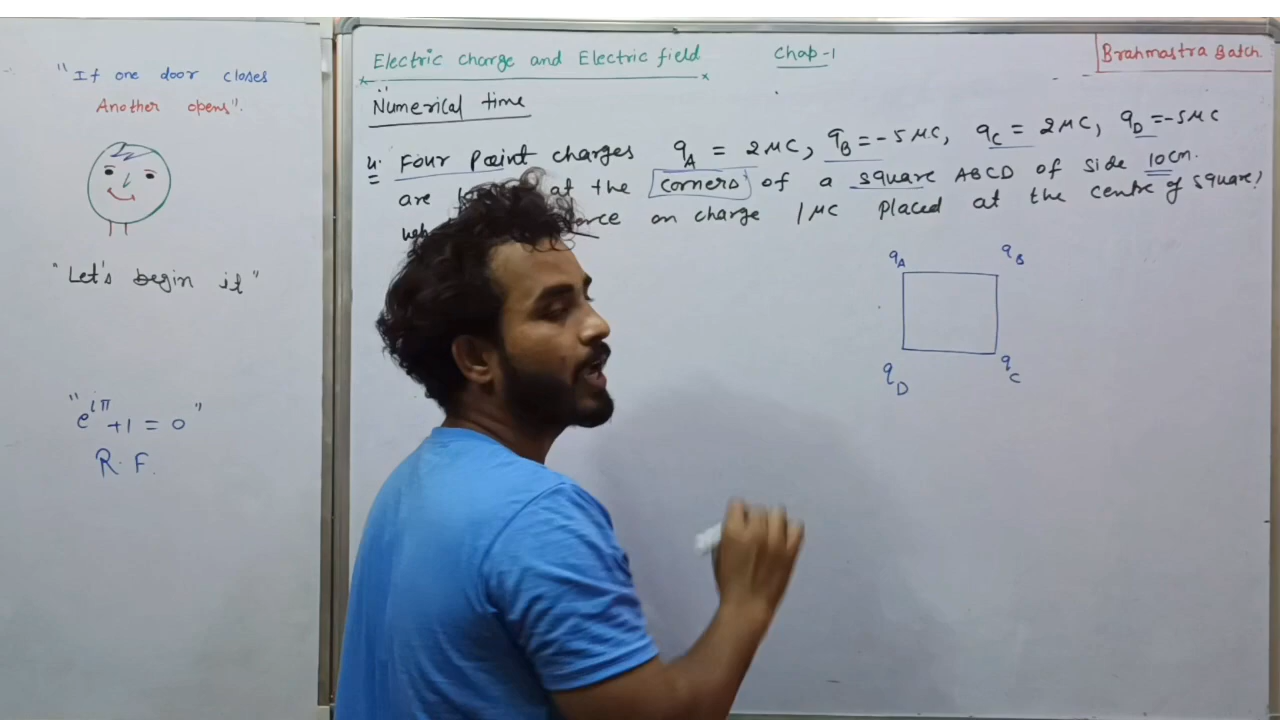 "If one door closes
Another opens".
"Let's begin it"
"e^{iπ}+1 = 0"
R. F.
Electric charge and Electric field
Chap-1
Brahmastra Batch
Numerical time
4. Four Point charges q_A = 2μC, q_B = -5μC, q_C = 2μC, q_D = -5μC
are at the corners of a square ABCD of side 10cm.
on charge 1μC placed at the centre of square?
q_A q_B
q_D q_C